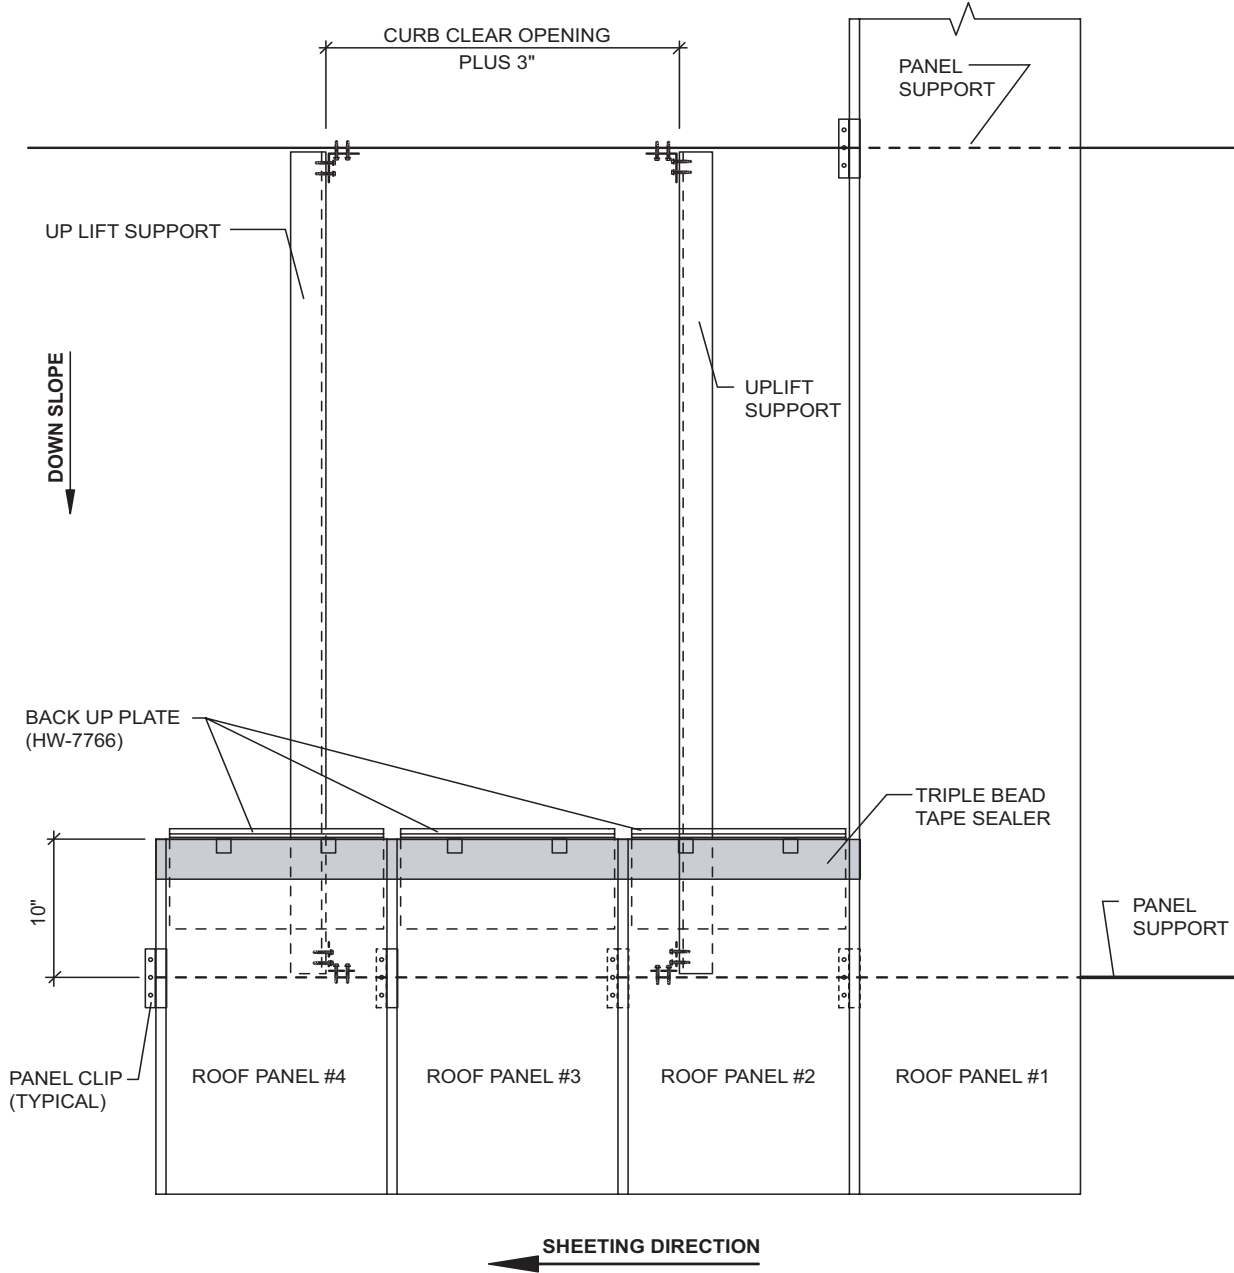 CURB CLEAR OPENING
PLUS 3"
PANEL
SUPPORT
UP LIFT SUPPORT
DOWN SLOPE
UPLIFT
SUPPORT
BACK UP PLATE
(HW-7766)
TRIPLE BEAD
TAPE SEALER
10"
PANEL
SUPPORT
PANEL CLIP
(TYPICAL)
ROOF PANEL #4
ROOF PANEL #3
ROOF PANEL #2
ROOF PANEL #1
SHEETING DIRECTION